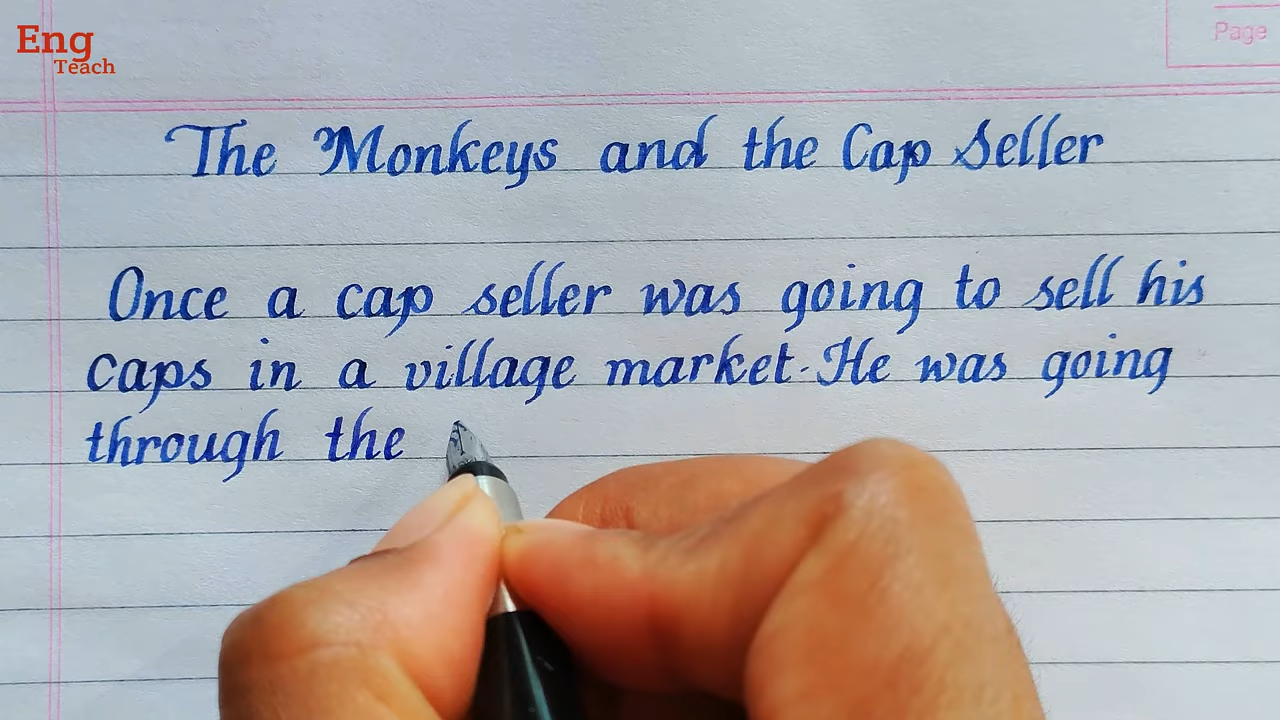 Eng
Teach
Page
The Monkeys and the Cap Seller
Once a cap seller was going to sell his
caps in a village market. He was going
through the